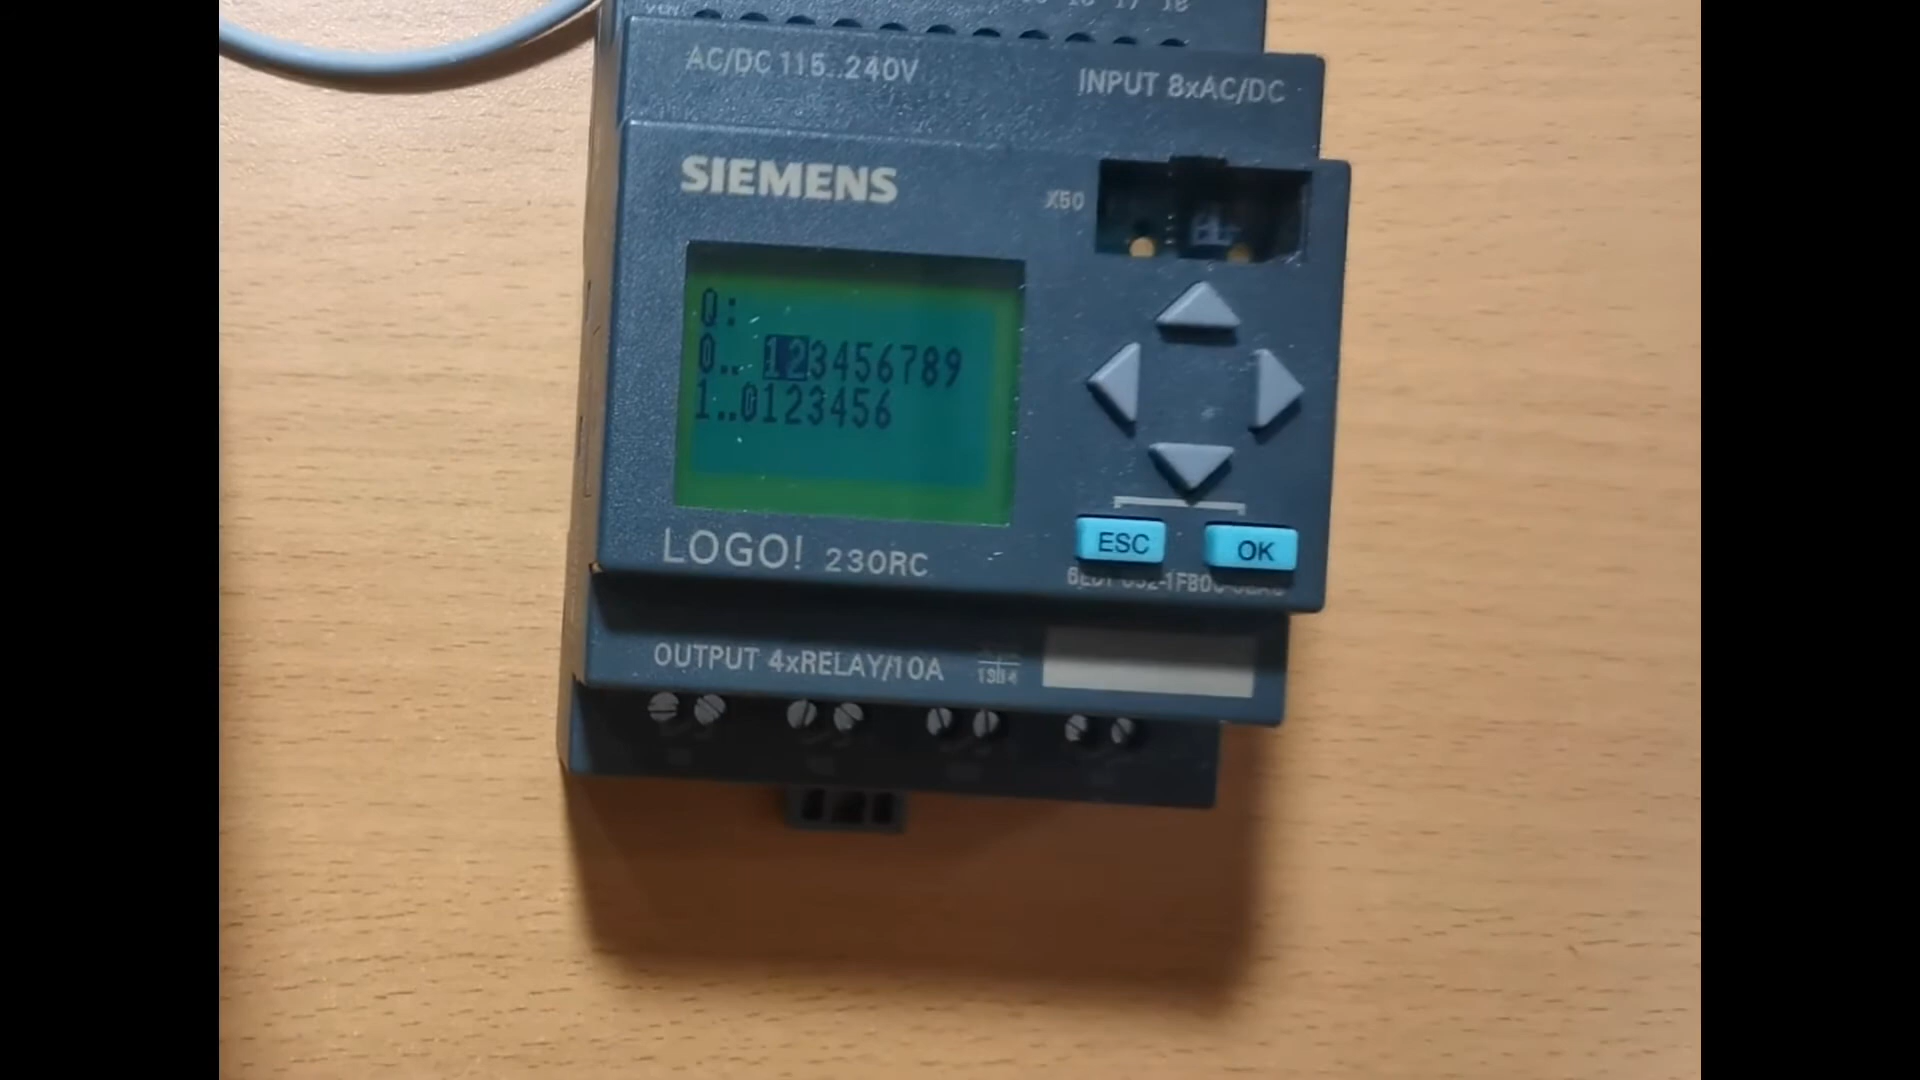 AC/DC 115..240V
INPUT 8xAC/DC
SIEMENS
X50
Q:
0.. 123456789
1..0123456
LOGO! 230RC
ESC
OK
OUTPUT 4xRELAY/10A